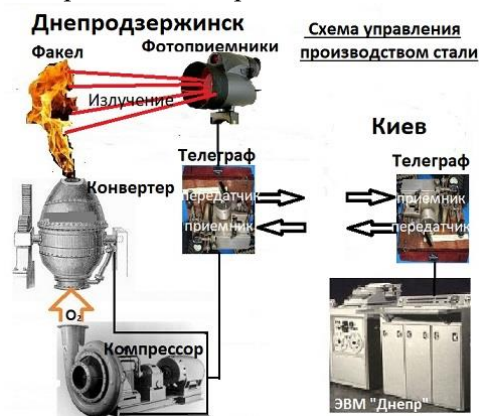 Днепродзержинск
Схема управления
производством стали
Факел
Фотоприемники
Излучение
Киев
Телеграф
Телеграф
Конвертер
передатчик
приемник
приемник
передатчик
O₂
Компрессор
ЭВМ "Днепр"